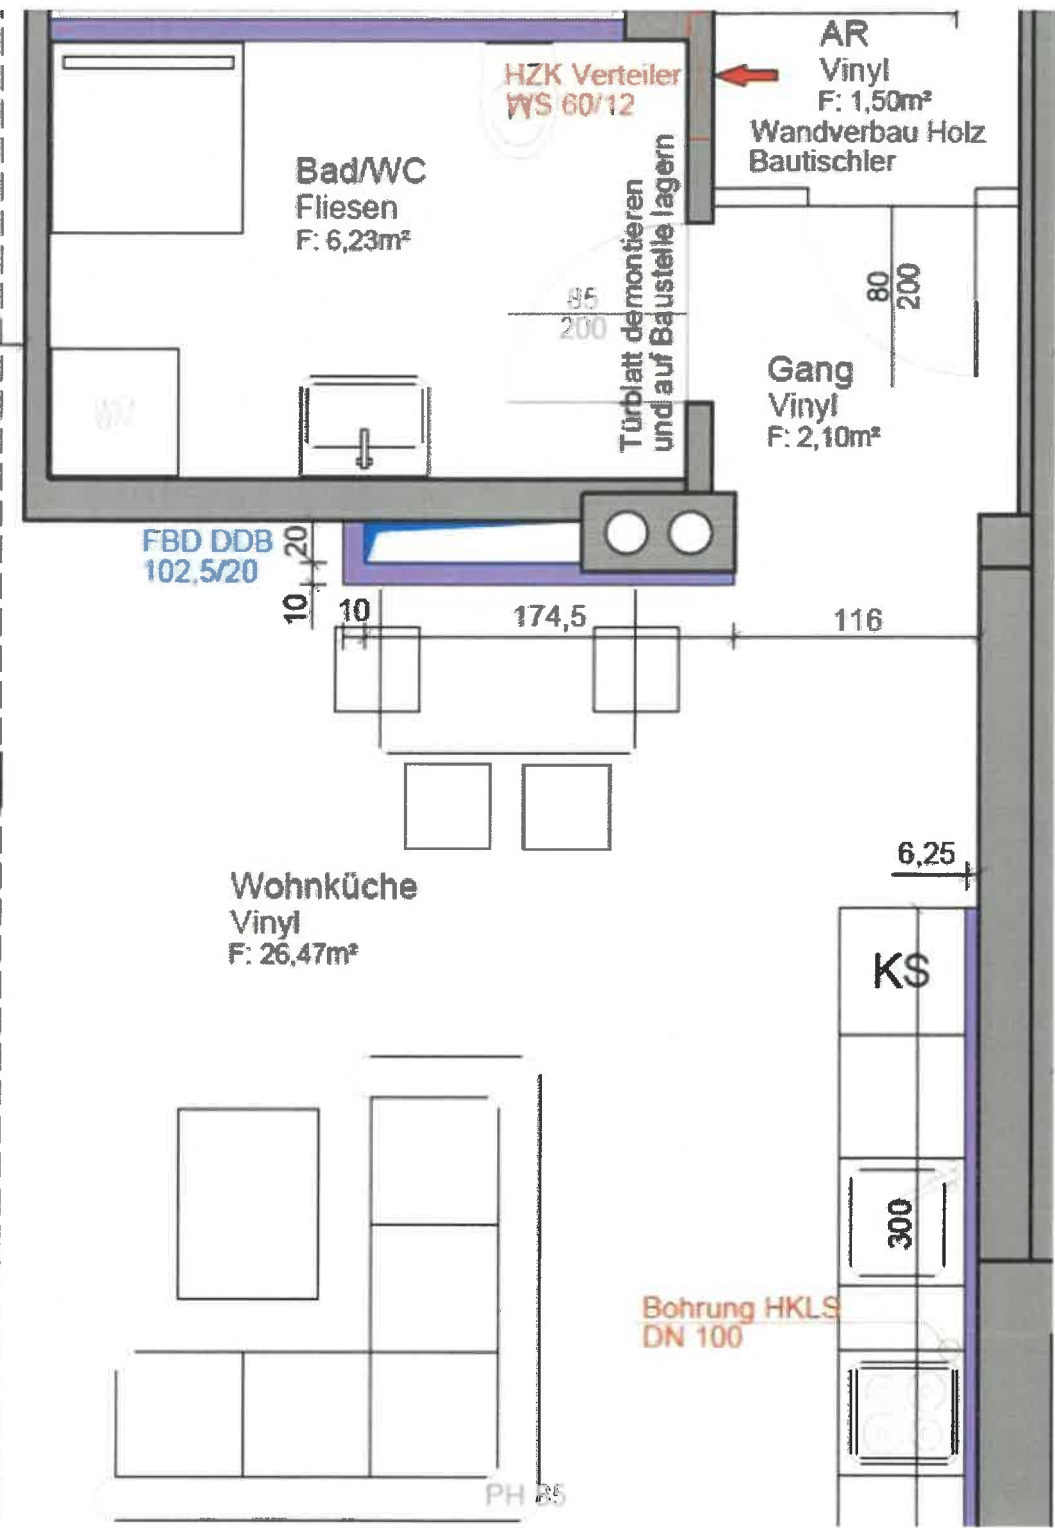 AR
Vinyl
F: 1,50m²
Wandverbau Holz
Bautischler
HZK Verteiler
WS 60/12
Bad/WC
Fliesen
F: 6,23m²
Türblatt demontieren
und auf Baustelle lagern
85
200
80
200
Gang
Vinyl
F: 2,10m²
WM
FBD DDB
102,5/20
20
10
10
174,5
116
6,25
Wohnküche
Vinyl
F: 26,47m²
KS
300
Bohrung HKLS
DN 100
PH 85